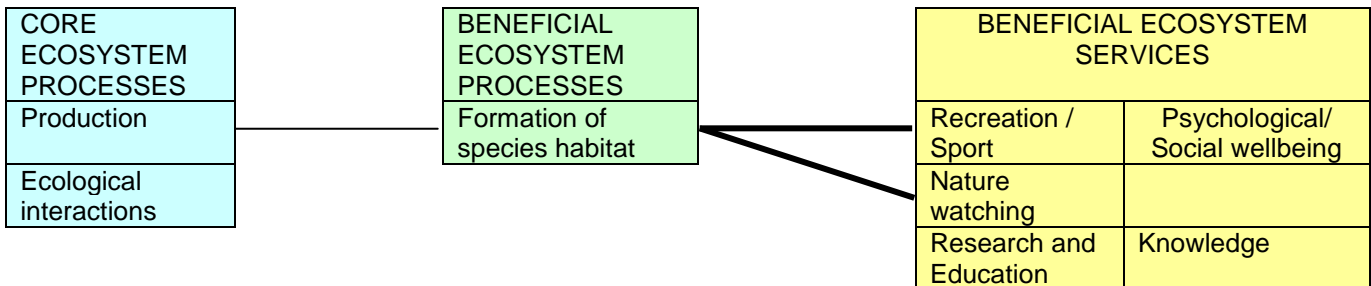 CORE
ECOSYSTEM
PROCESSES
Production
Ecological
interactions
BENEFICIAL
ECOSYSTEM
PROCESSES
Formation of
species habitat
BENEFICIAL ECOSYSTEM
SERVICES
Recreation /
Sport
Psychological/
Social wellbeing
Nature
watching
Research and
Education
Knowledge